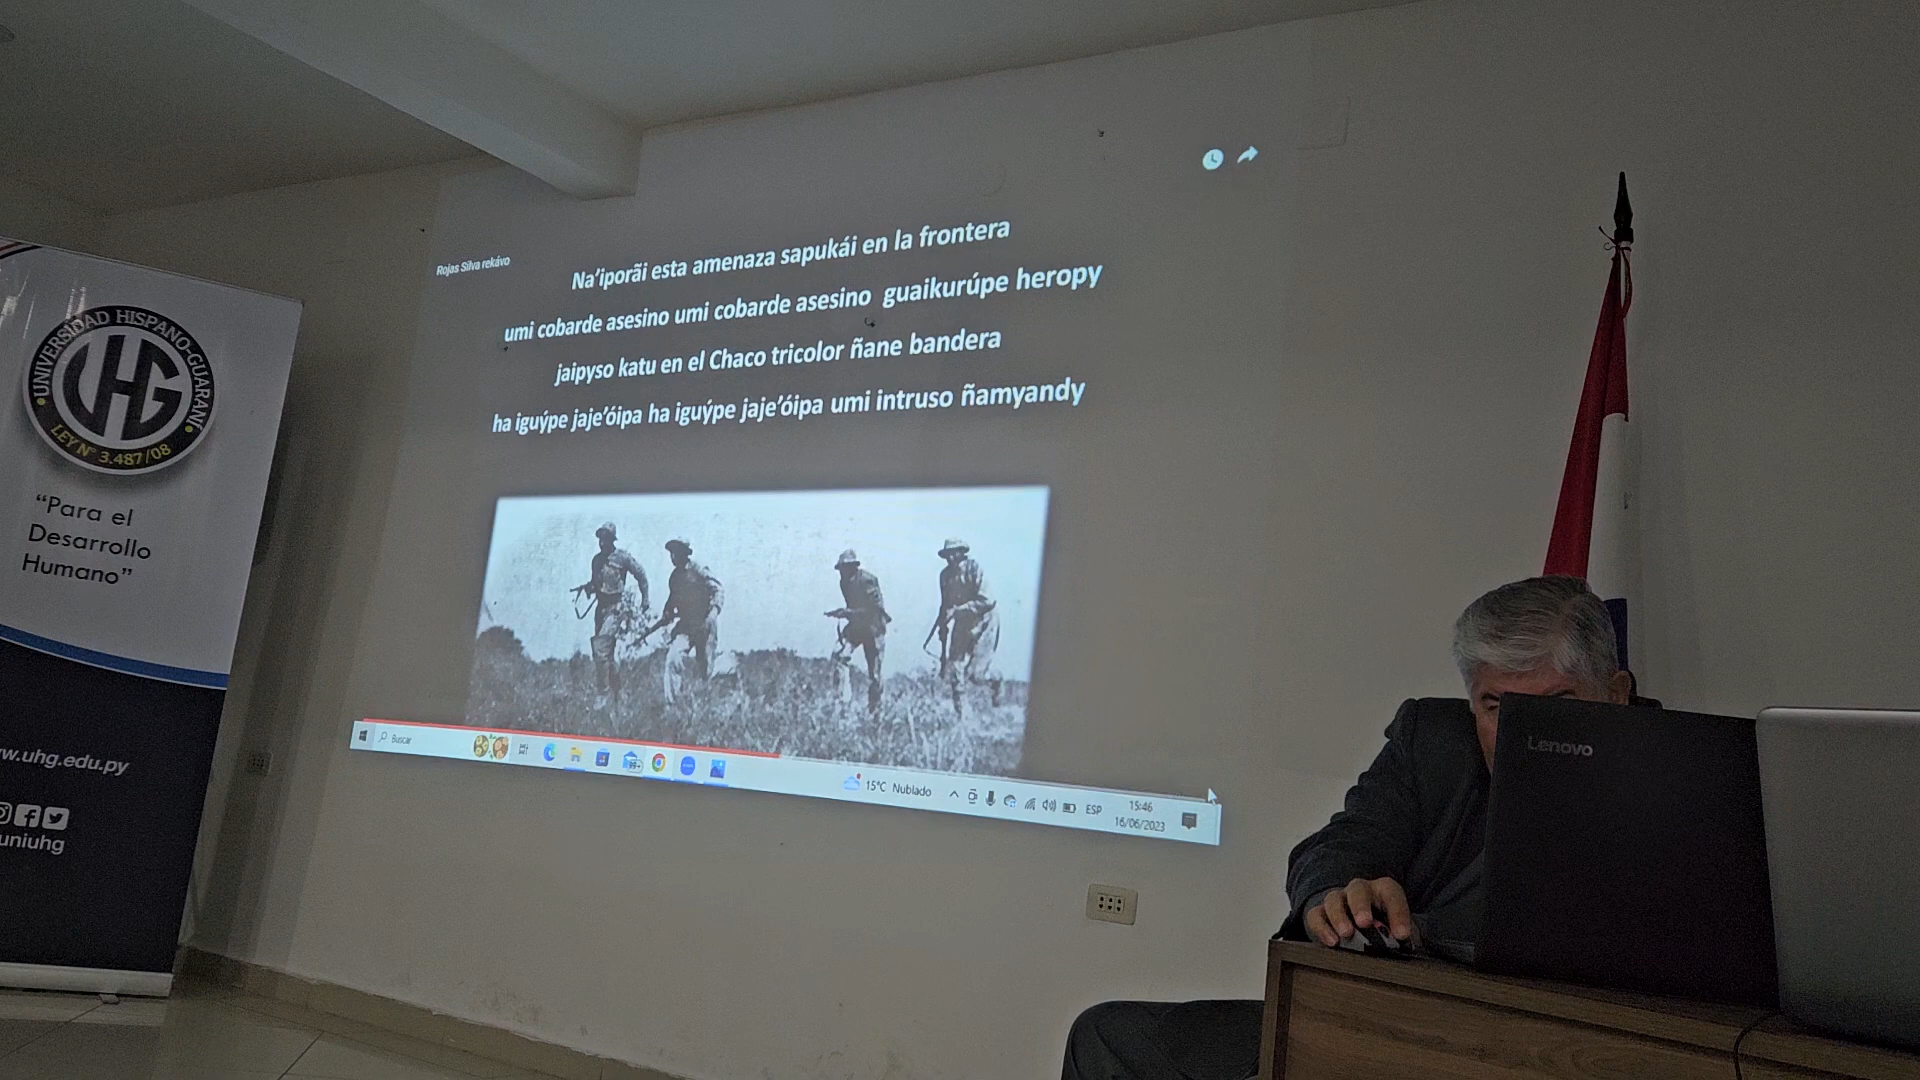 UNIVERSIDAD HISPANO-GUARANÍ
UHG
LEY N° 3.487/08
“Para el
Desarrollo
Humano”
w.uhg.edu.py
uniuhg
Rojas Silva rekávo
Na’iporãi esta amenaza sapukái en la frontera
umi cobarde asesino umi cobarde asesino guaikurúpe heropy
jaipyso katu en el Chaco tricolor ñane bandera
ha iguýpe jaje’óipa ha iguýpe jaje’óipa umi intruso ñamyandy
Buscar
99+
15°C Nublado
ESP
15:46
16/06/2023
Lenovo